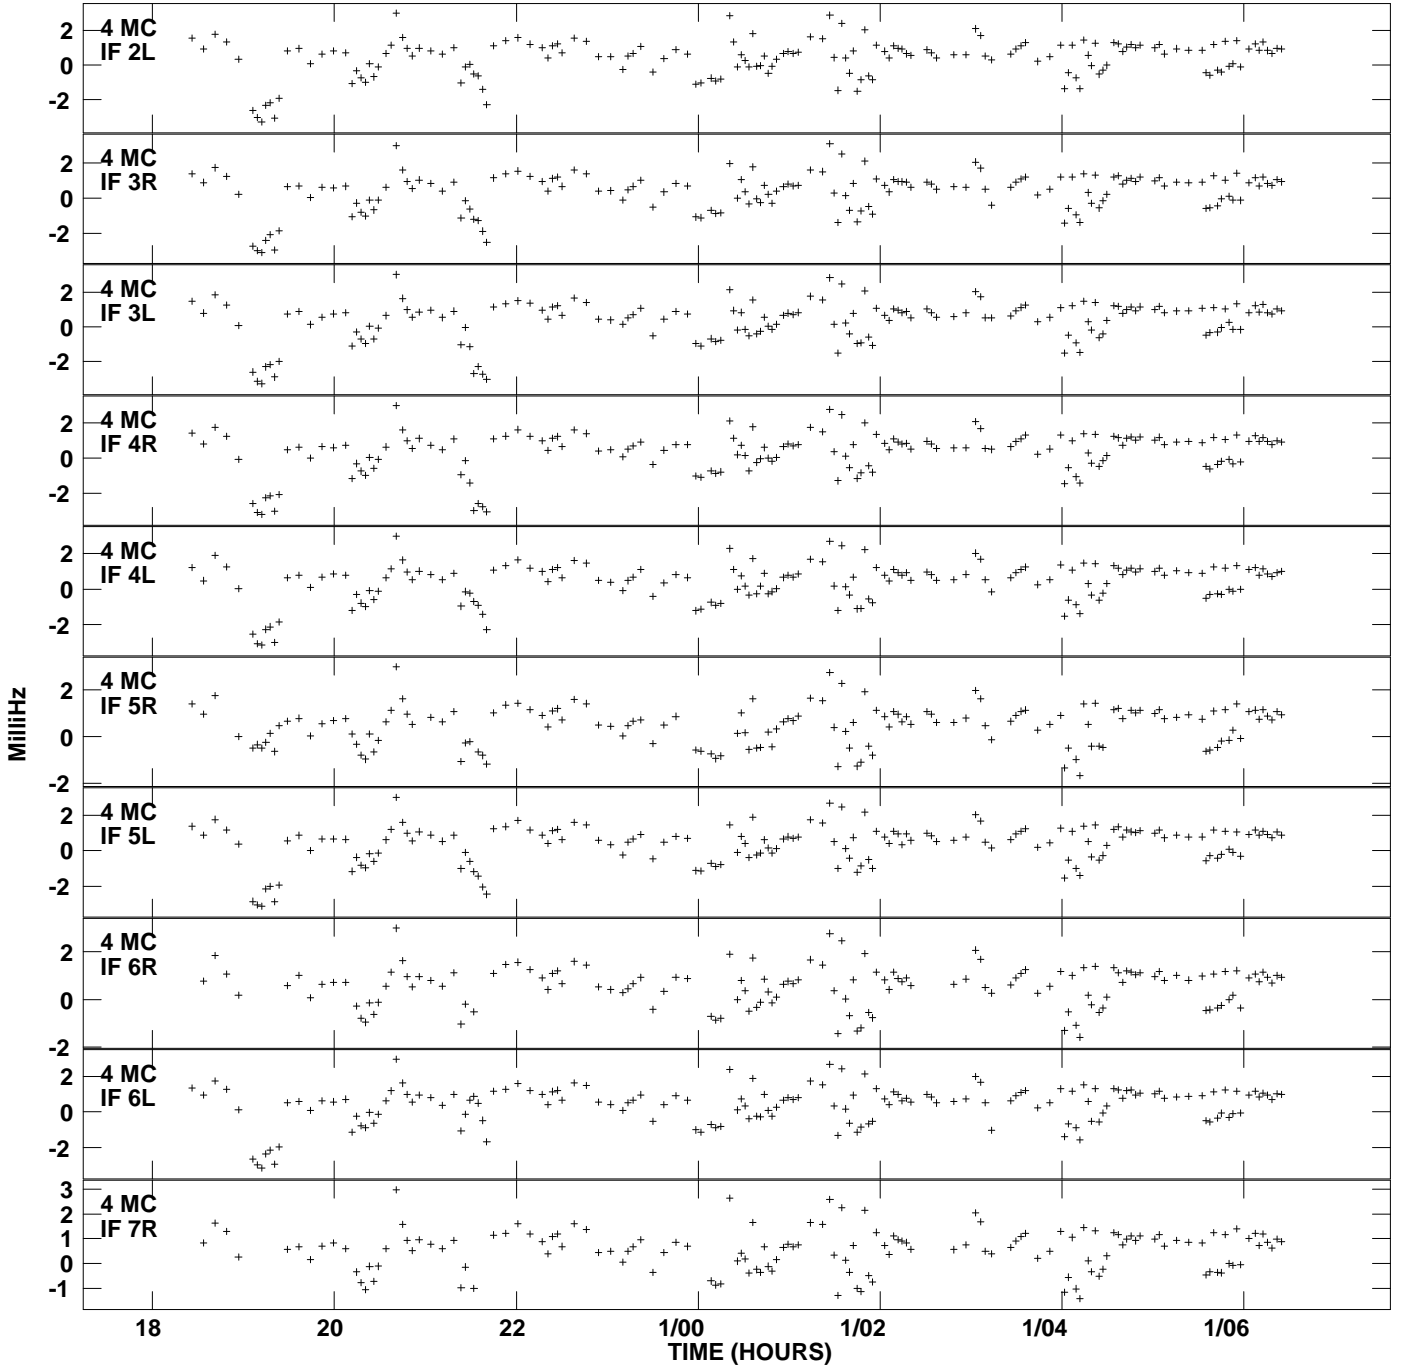 4 MC
IF 2L
2
0
-2
4 MC
IF 3R
2
0
-2
4 MC
IF 3L
2
0
-2
4 MC
IF 4R
2
0
-2
4 MC
IF 4L
2
0
-2
4 MC
IF 5R
2
0
-2
4 MC
IF 5L
2
0
-2
4 MC
IF 6R
2
0
-2
4 MC
IF 6L
2
0
-2
4 MC
IF 7R
3
2
1
0
-1
MilliHz
18 20 22 1/00 1/02 1/04 1/06
TIME (HOURS)